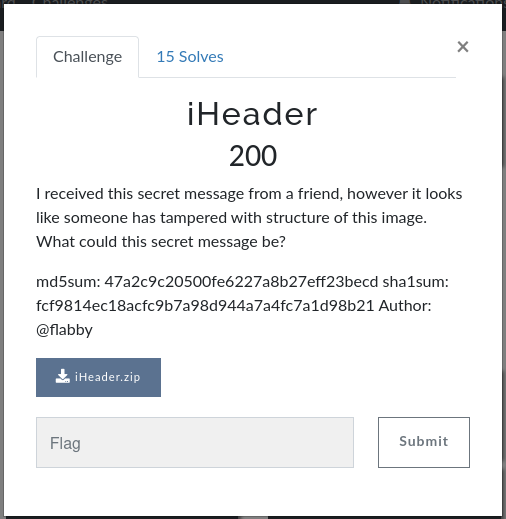 Challenge
15 Solves
×
iHeader
200
I received this secret message from a friend, however it looks
like someone has tampered with structure of this image.
What could this secret message be?
md5sum: 47a2c9c20500fe6227a8b27eff23becd sha1sum:
fcf9814ec18acfc9b7a98d944a7a4fc7a1d98b21 Author:
@flabby
iHeader.zip
Flag
Submit